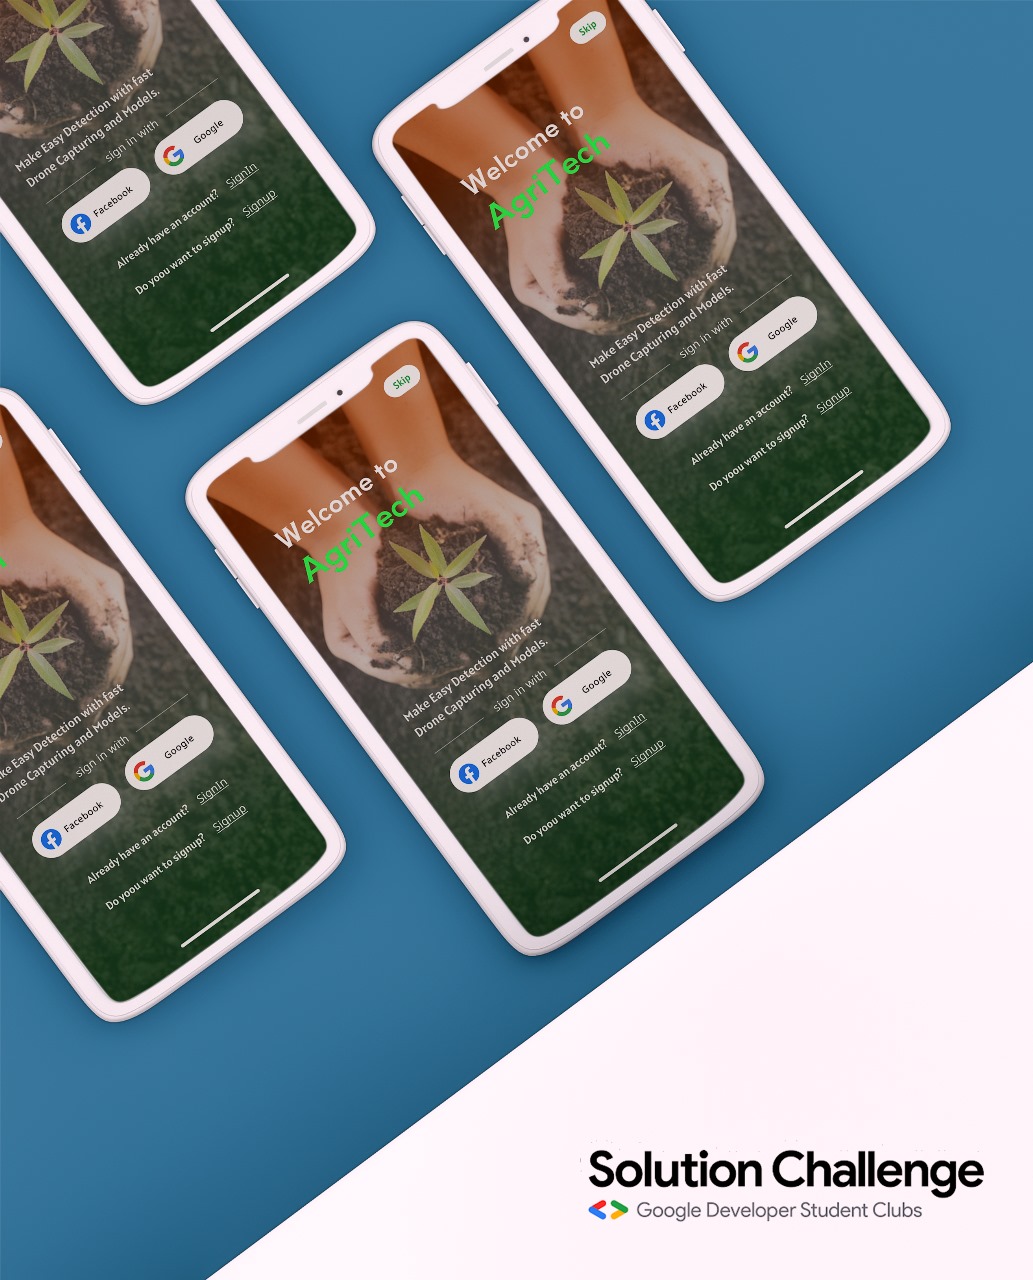 Make Easy Detection with fast
Drone Capturing and Models.
sign in with
Facebook
Google
Already have an account? SignIn
Do yoou want to signup? Signup
Skip
Welcome to
AgriTech
Make Easy Detection with fast
Drone Capturing and Models.
sign in with
Facebook
Google
Already have an account? SignIn
Do yoou want to signup? Signup
Easy Detection with fast
Capturing and Models.
sign in with
Facebook
Google
Already have an account? SignIn
Do yoou want to signup? Signup
Skip
Welcome to
AgriTech
Make Easy Detection with fast
Drone Capturing and Models.
sign in with
Facebook
Google
Already have an account? SignIn
Do yoou want to signup? Signup
Solution Challenge
Google Developer Student Clubs